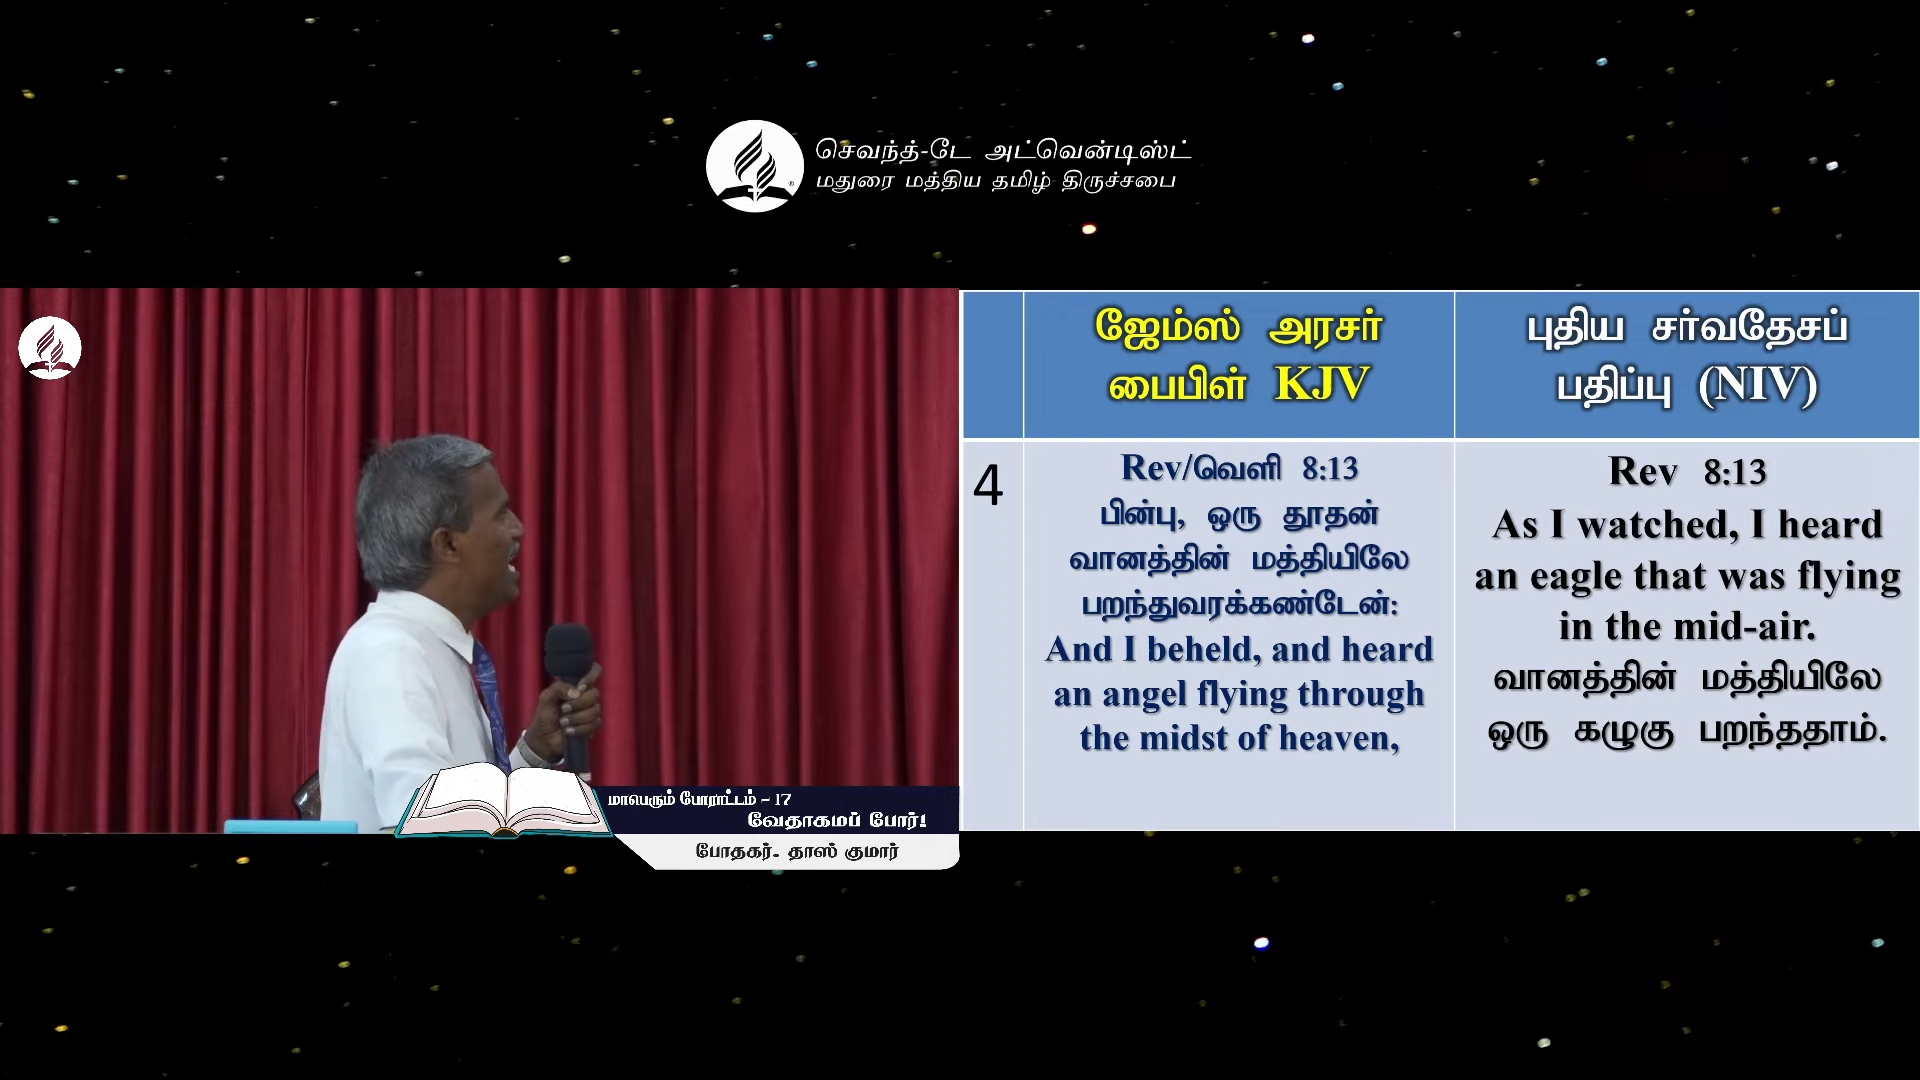 செவந்த்-டே அட்வென்டிஸ்ட்
மதுரை மத்திய தமிழ் திருச்சபை
ஜேம்ஸ் அரசர்
பைபிள் KJV
புதிய சர்வதேசப்
பதிப்பு (NIV)
4
Rev/வெளி 8:13
பின்பு, ஒரு தூதன்
வானத்தின் மத்தியிலே
பறந்துவரக்கண்டேன்:
And I beheld, and heard
an angel flying through
the midst of heaven,
Rev 8:13
As I watched, I heard
an eagle that was flying
in the mid-air.
வானத்தின் மத்தியிலே
ஒரு கழுகு பறந்ததாம்.
மாபெரும் போராட்டம் - 17
வேதாகமப் போர்!
போதகர். தாஸ் குமார்